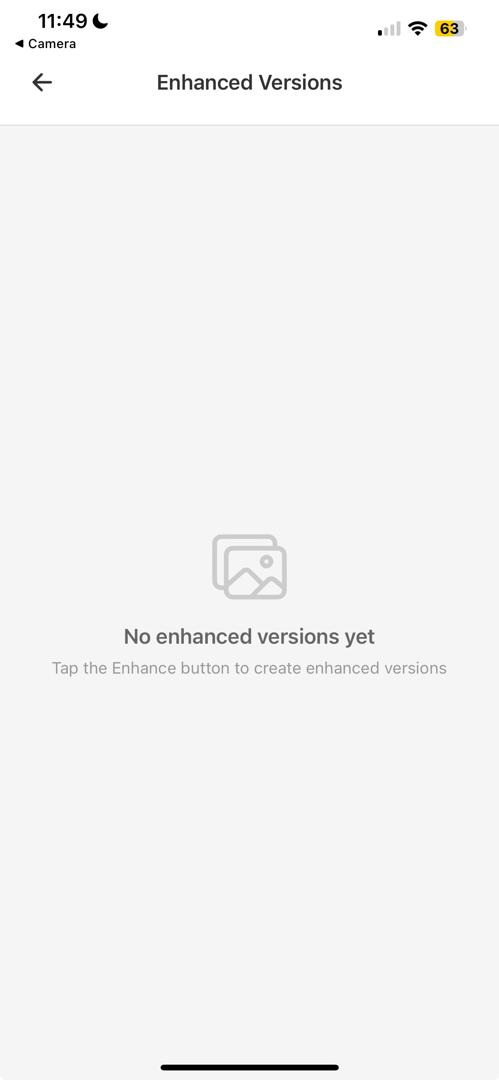 11:49
63
◀ Camera
Enhanced Versions
No enhanced versions yet
Tap the Enhance button to create enhanced versions